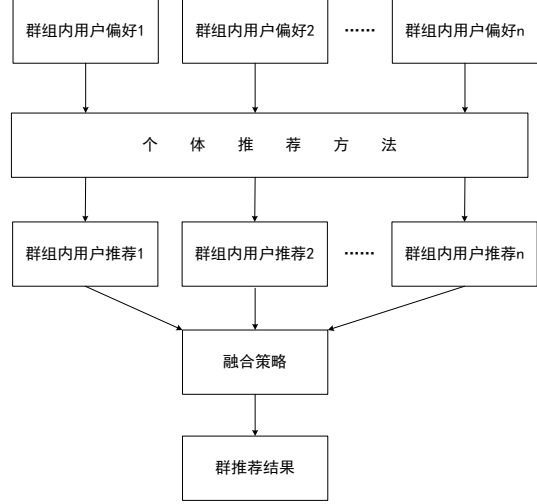 群组内用户偏好1
群组内用户偏好2
……
群组内用户偏好n
个 体 推 荐 方 法
群组内用户推荐1
群组内用户推荐2
……
群组内用户推荐n
融合策略
群推荐结果